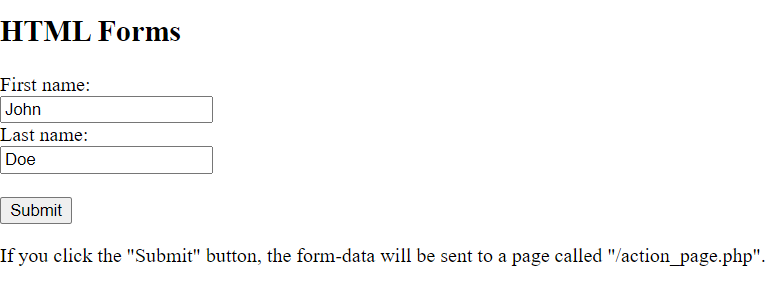 HTML Forms
First name:
John
Last name:
Doe
Submit
If you click the "Submit" button, the form-data will be sent to a page called "/action_page.php".